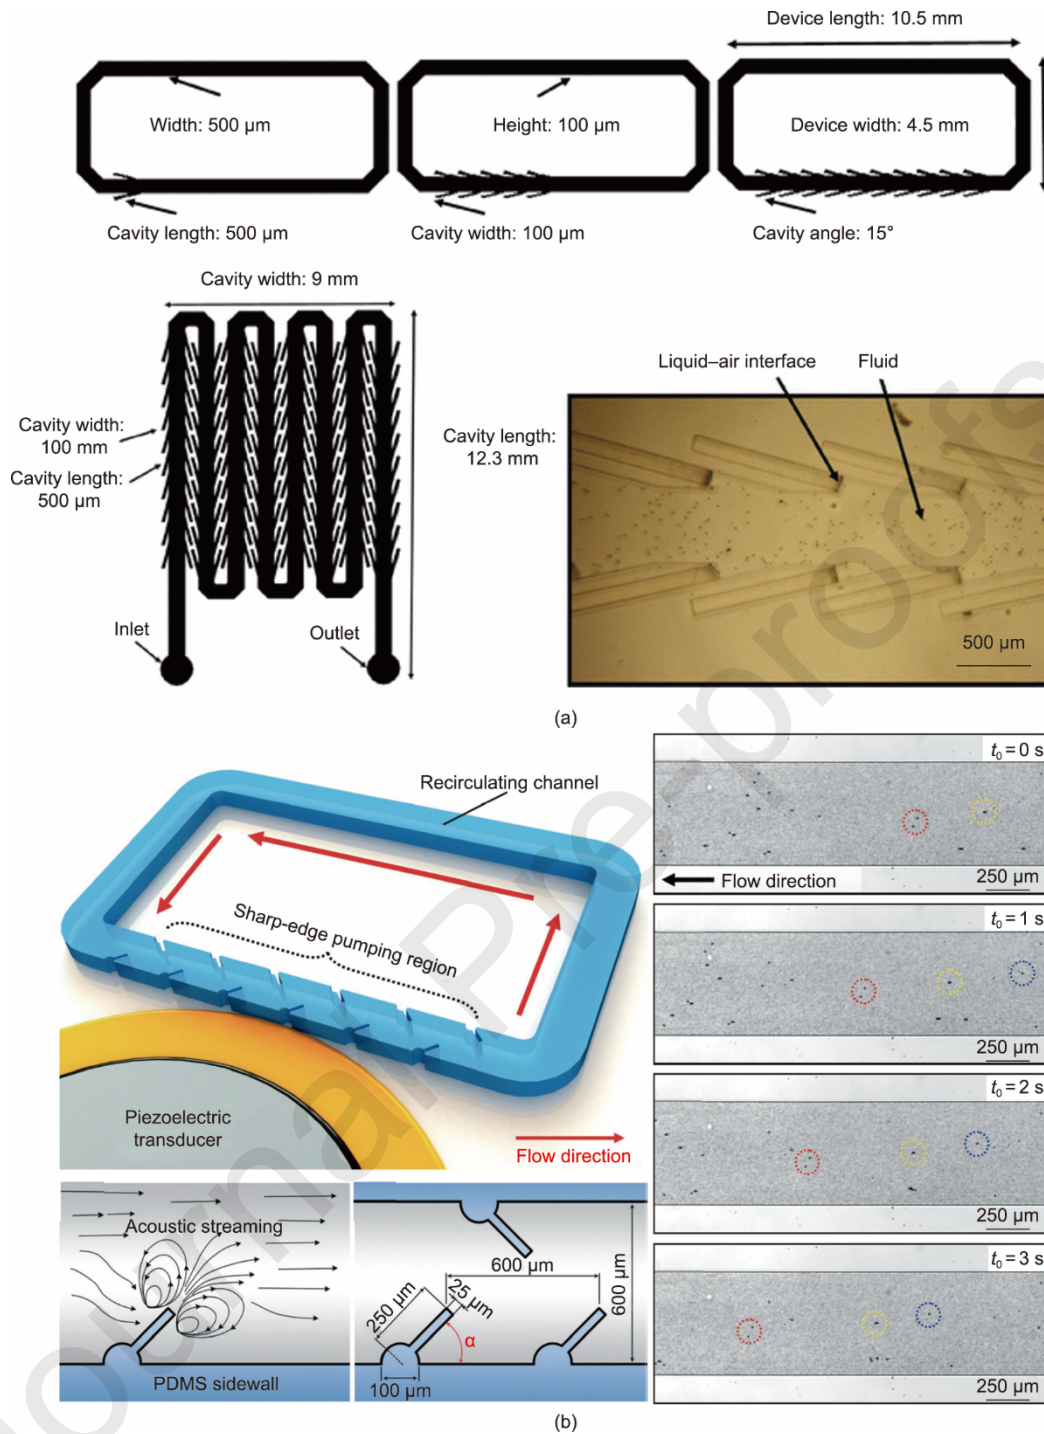 Device length: 10.5 mm
Width: 500 μm
Height: 100 μm
Device width: 4.5 mm
Cavity length: 500 μm
Cavity width: 100 μm
Cavity angle: 15°
Cavity width: 9 mm
Liquid–air interface
Fluid
Cavity width:
100 mm
Cavity length:
500 μm
Cavity length:
12.3 mm
Inlet
Outlet
500 μm
(a)
Recirculating channel
Sharp-edge pumping region
Piezoelectric
transducer
Flow direction
t₀ = 0 s
250 μm
Flow direction
t₀ = 1 s
250 μm
t₀ = 2 s
250 μm
t₀ = 3 s
250 μm
Acoustic streaming
PDMS sidewall
600 μm
600 μm
250 μm
25 μm
α
100 μm
(b)
Journal Pre-proofs